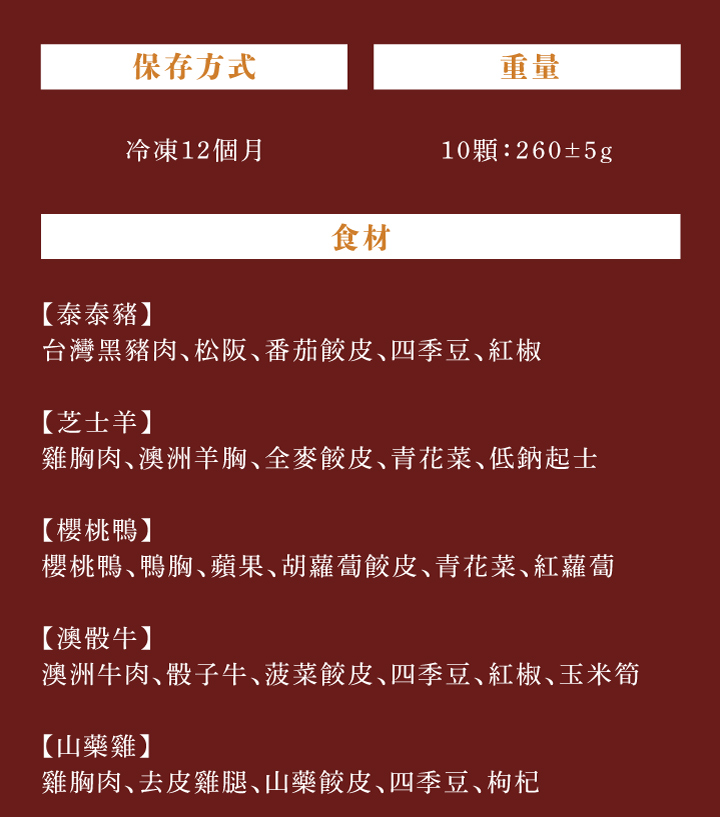 保存方式
重量
冷凍12個月
10顆：260±5g
食材
【泰泰豬】
台灣黑豬肉、松阪、番茄餃皮、四季豆、紅椒
【芝士羊】
雞胸肉、澳洲羊胸、全麥餃皮、青花菜、低鈉起士
【櫻桃鴨】
櫻桃鴨、鴨胸、蘋果、胡蘿蔔餃皮、青花菜、紅蘿蔔
【澳骰牛】
澳洲牛肉、骰子牛、菠菜餃皮、四季豆、紅椒、玉米筍
【山藥雞】
雞胸肉、去皮雞腿、山藥餃皮、四季豆、枸杞